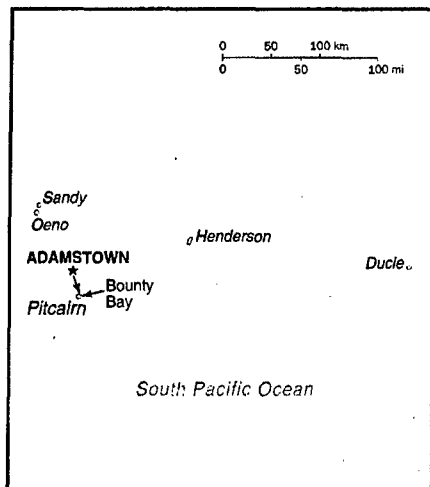 0 50 100 km
0 50 100 mi
Sandy
Oeno
Henderson
ADAMSTOWN
Ducie
Bounty
Bay
Pitcairn
South Pacific Ocean